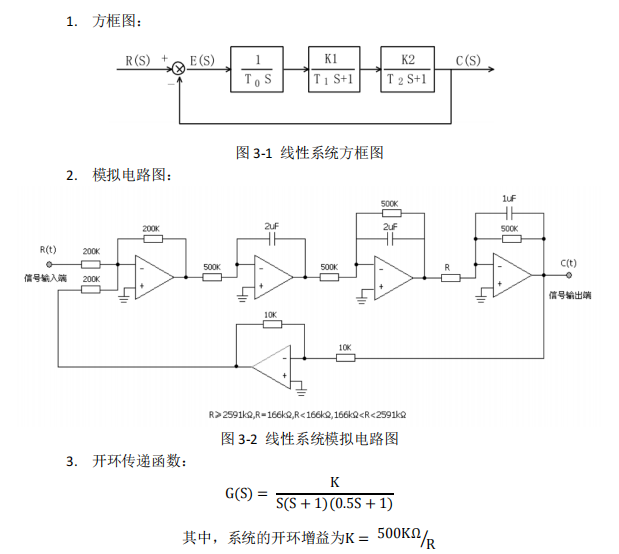 1. 方框图：
R(S) + E(S) 1 K1 K2 C(S)
− T0 S T1 S+1 T2 S+1
图 3-1 线性系统方框图
2. 模拟电路图：
500K 1uF
200K 2uF 2uF 500K
R(t) 200K 500K 500K R C(t)
信号输入端 200K 信号输出端
10K
10K
R≥2591kΩ,R=166kΩ,R<166kΩ,166kΩ<R<2591kΩ
图 3-2 线性系统模拟电路图
3. 开环传递函数：
G(S) = K
S(S + 1)(0.5S + 1)
其中，系统的开环增益为K = 500KΩ/R